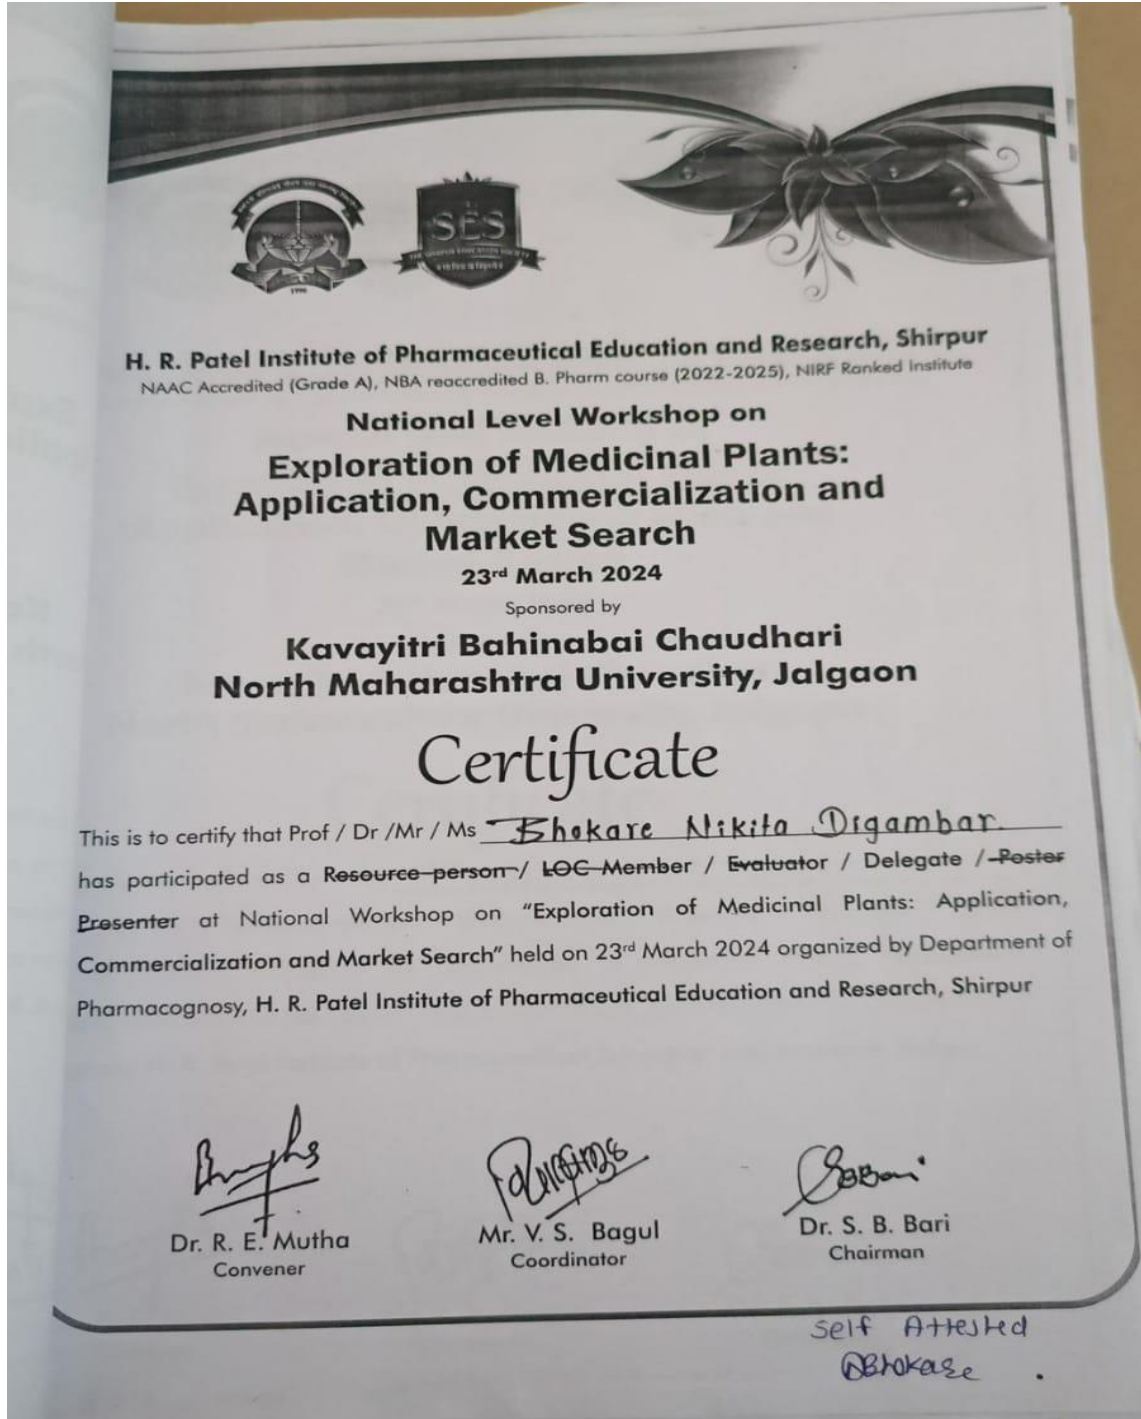 SES
1990
H. R. Patel Institute of Pharmaceutical Education and Research, Shirpur
NAAC Accredited (Grade A), NBA reaccredited B. Pharm course (2022-2025), NIRF Ranked Institute
National Level Workshop on
Exploration of Medicinal Plants:
Application, Commercialization and
Market Search
23rd March 2024
Sponsored by
Kavayitri Bahinabai Chaudhari
North Maharashtra University, Jalgaon
Certificate
This is to certify that Prof / Dr /Mr / Ms Bhokare Nikita Digambar.
has participated as a Resource person / LOC Member / Evaluator / Delegate / Poster
Presenter at National Workshop on “Exploration of Medicinal Plants: Application,
Commercialization and Market Search” held on 23rd March 2024 organized by Department of
Pharmacognosy, H. R. Patel Institute of Pharmaceutical Education and Research, Shirpur
Dr. R. E. Mutha
Convener
Mr. V. S. Bagul
Coordinator
Dr. S. B. Bari
Chairman
Self Attested